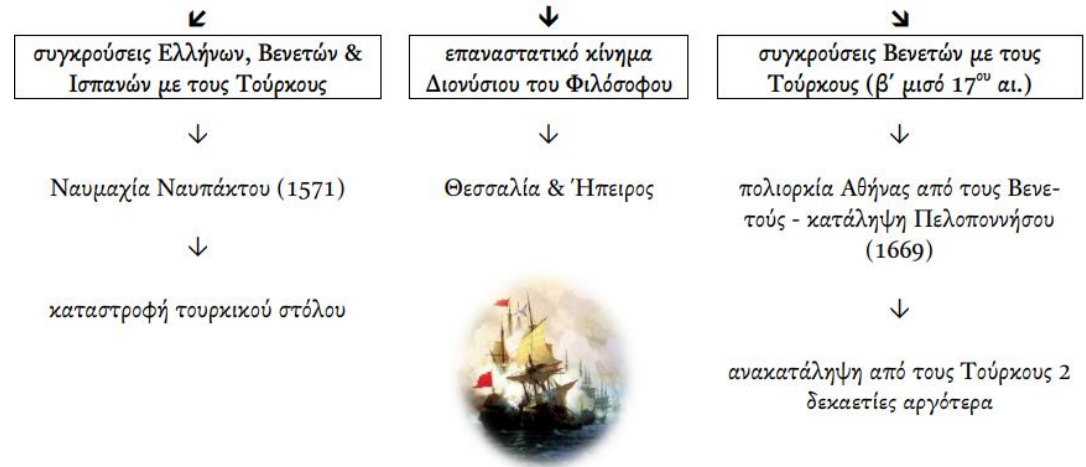 συγκρούσεις Ελλήνων, Βενετών &
Ισπανών με τους Τούρκους
Ναυμαχία Ναυπάκτου (1571)
καταστροφή τουρκικού στόλου
επαναστατικό κίνημα
Διονύσιου του Φιλόσοφου
Θεσσαλία & Ήπειρος
συγκρούσεις Βενετών με τους
Τούρκους (β΄ μισό 17ου αι.)
πολιορκία Αθήνας από τους Βενε-
τούς - κατάληψη Πελοποννήσου
(1669)
ανακατάληψη από τους Τούρκους 2
δεκαετίες αργότερα